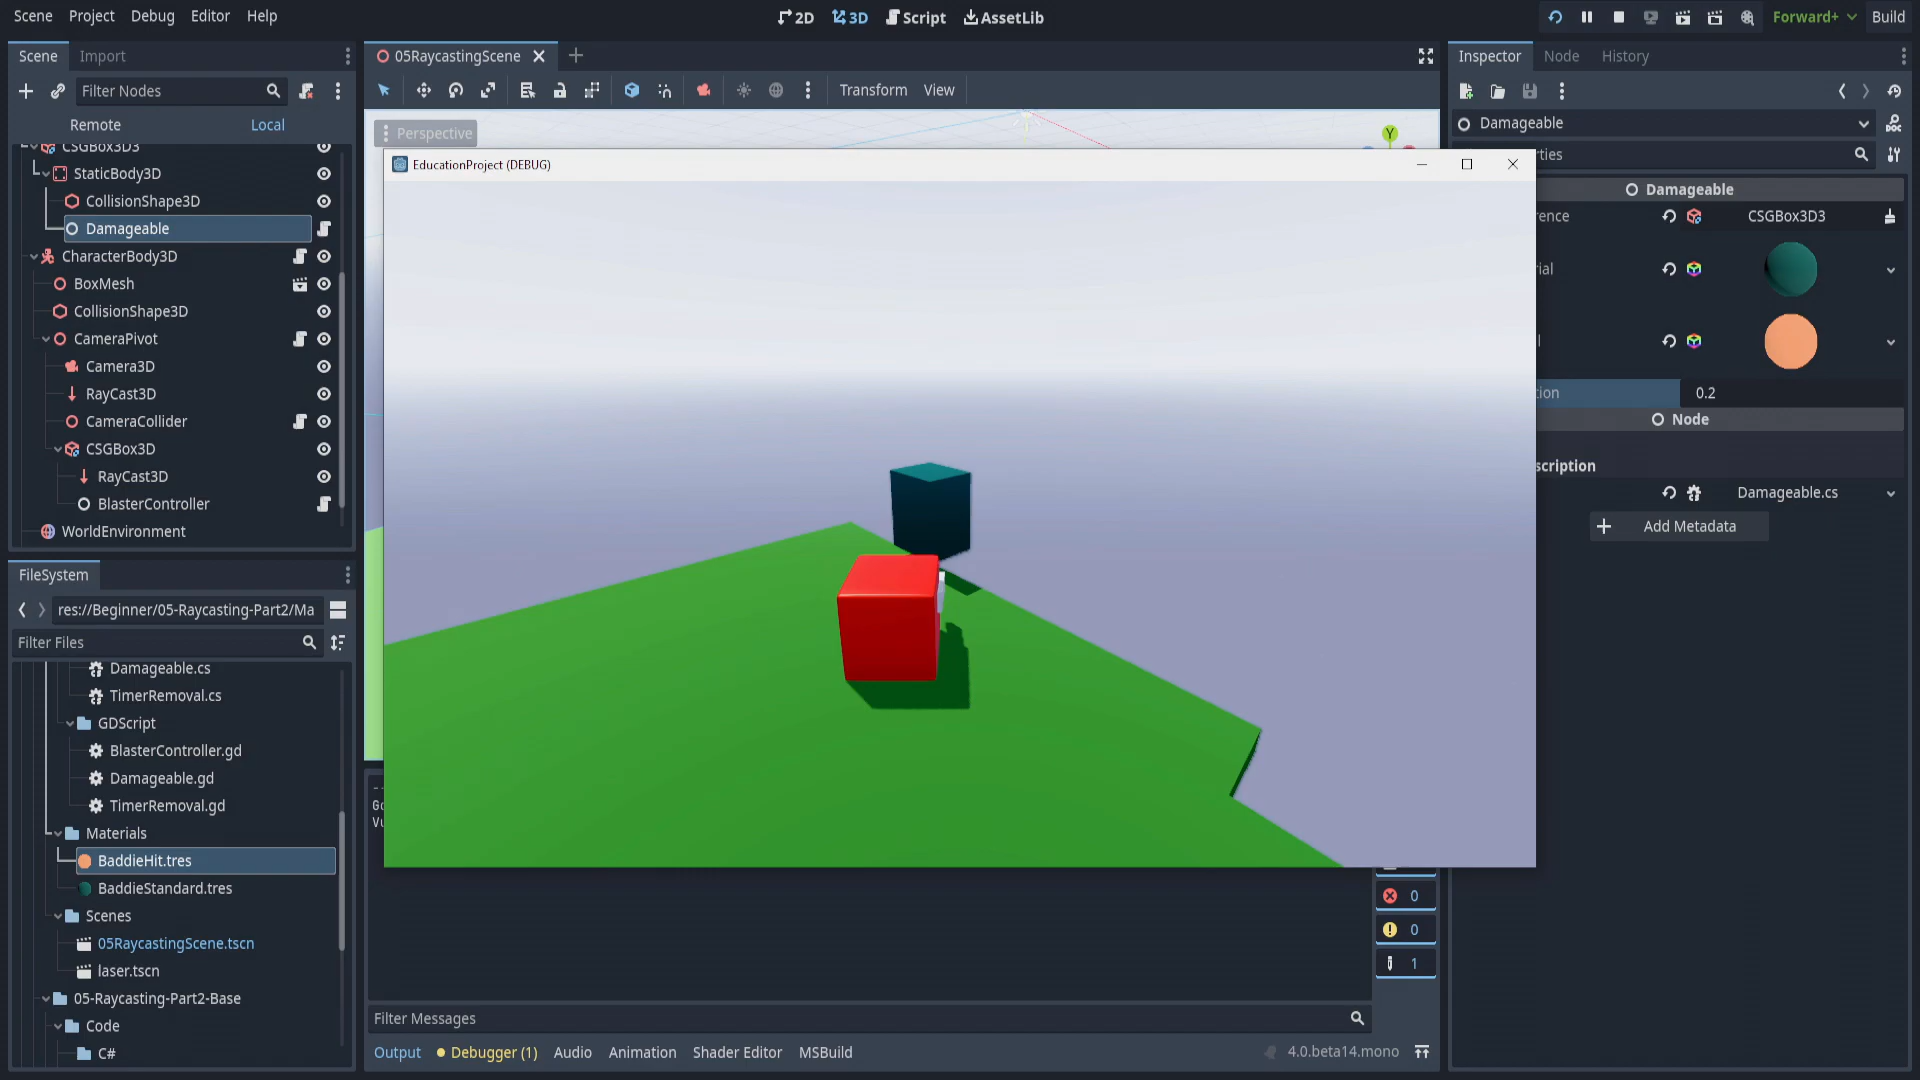 Scene Project Debug Editor Help
2D 3D Script AssetLib
Forward+ Build
Scene Import
Filter Nodes
Remote Local
CSGBox3D3
StaticBody3D
CollisionShape3D
Damageable
CharacterBody3D
BoxMesh
CollisionShape3D
CameraPivot
Camera3D
RayCast3D
CameraCollider
CSGBox3D
RayCast3D
BlasterController
WorldEnvironment
FileSystem
res://Beginner/05-Raycasting-Part2/Ma
Filter Files
Damageable.cs
TimerRemoval.cs
GDScript
BlasterController.gd
Damageable.gd
TimerRemoval.gd
Materials
BaddieHit.tres
BaddieStandard.tres
Scenes
05RaycastingScene.tscn
laser.tscn
05-Raycasting-Part2-Base
Code
C#
05RaycastingScene
Transform View
Perspective
Y
EducationProject (DEBUG)
--
Go
Vu
0
0
1
Filter Messages
Output Debugger (1) Audio Animation Shader Editor MSBuild
4.0.beta14.mono
Inspector Node History
Damageable
ties
Damageable
rence CSGBox3D3
ial
l
ion 0.2
Node
scription
Damageable.cs
Add Metadata